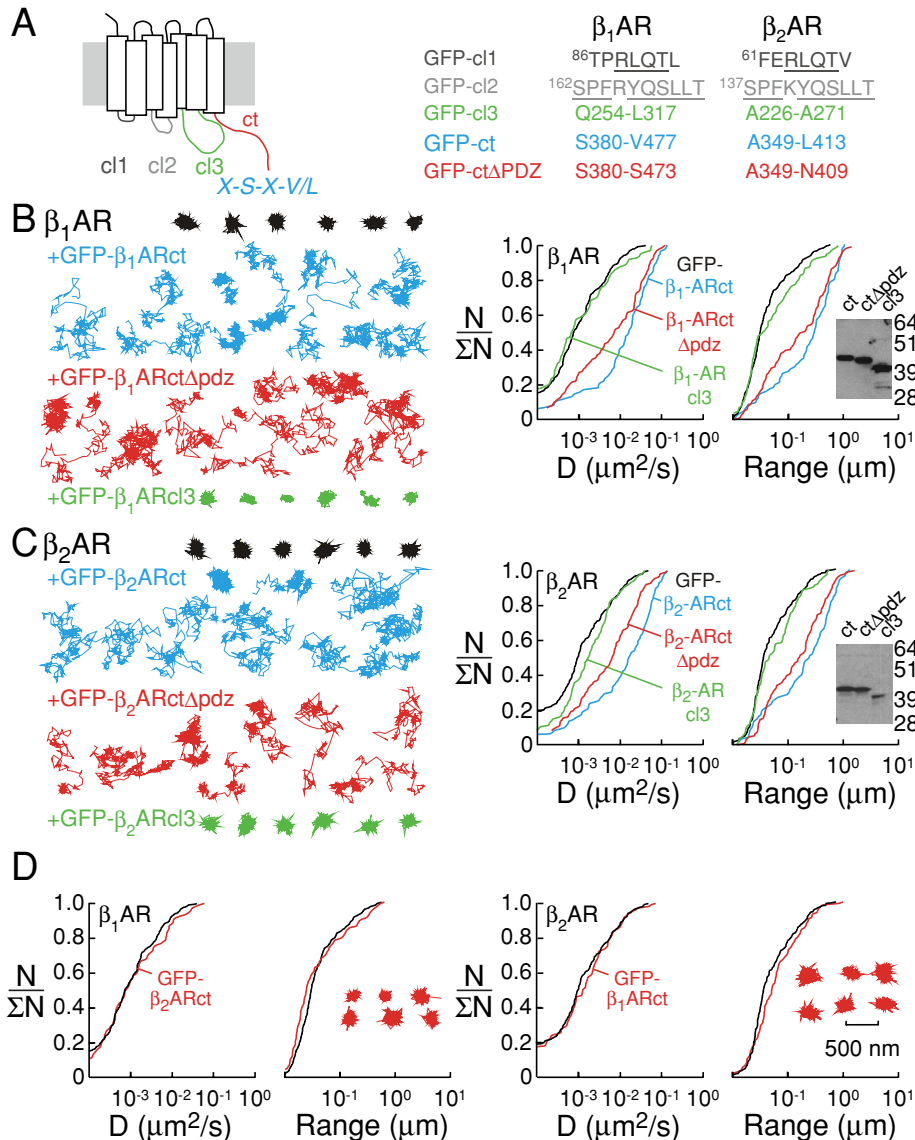 A
β₁AR β₂AR
GFP-cl1 ⁸⁶TPRLQTL ⁶¹FERLQTV
GFP-cl2 ¹⁶²SPFRYQSLLT ¹³⁷SPFKYQSLLT
GFP-cl3 Q254-L317 A226-A271
GFP-ct S380-V477 A349-L413
GFP-ctΔPDZ S380-S473 A349-N409
ct
cl1 cl2 cl3
X-S-X-V/L
B
β₁AR
+GFP-β₁ARct
+GFP-β₁ARctΔpdz
+GFP-β₁ARcl3
N/ΣN
1.0
0.8
0.6
0.4
0.2
0
β₁AR
GFP-
β₁-ARct
β₁-ARct
Δpdz
β₁-AR
cl3
10⁻³ 10⁻² 10⁻¹ 10⁰
D (μm²/s)
10⁻¹ 10⁰ 10¹
Range (μm)
ct ctΔpdz cl3
64
51
39
28
C
β₂AR
+GFP-β₂ARct
+GFP-β₂ARctΔpdz
+GFP-β₂ARcl3
N/ΣN
1.0
0.8
0.6
0.4
0.2
0
β₂AR
GFP-
β₂-ARct
β₂-ARct
Δpdz
β₂-AR
cl3
10⁻³ 10⁻² 10⁻¹ 10⁰
D (μm²/s)
10⁻¹ 10⁰ 10¹
Range (μm)
ct ctΔpdz cl3
64
51
39
28
D
N/ΣN
1.0
0.8
0.6
0.4
0.2
0
β₁AR
GFP-
β₂ARct
10⁻³ 10⁻² 10⁻¹ 10⁰
D (μm²/s)
10⁻¹ 10⁰ 10¹
Range (μm)
N/ΣN
1.0
0.8
0.6
0.4
0.2
0
β₂AR
GFP-
β₁ARct
10⁻³ 10⁻² 10⁻¹ 10⁰
D (μm²/s)
500 nm
10⁻¹ 10⁰ 10¹
Range (μm)